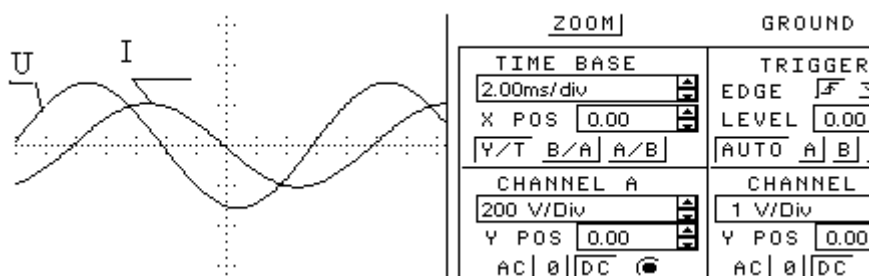 U
I
ZOOM
GROUND
TIME BASE
2.00ms/div
X POS 0.00
Y/T B/A A/B
TRIGGER
EDGE
LEVEL 0.00
AUTO A B
CHANNEL A
200 V/Div
Y POS 0.00
AC 0 DC
CHANNEL
1 V/Div
Y POS 0.00
AC 0 DC